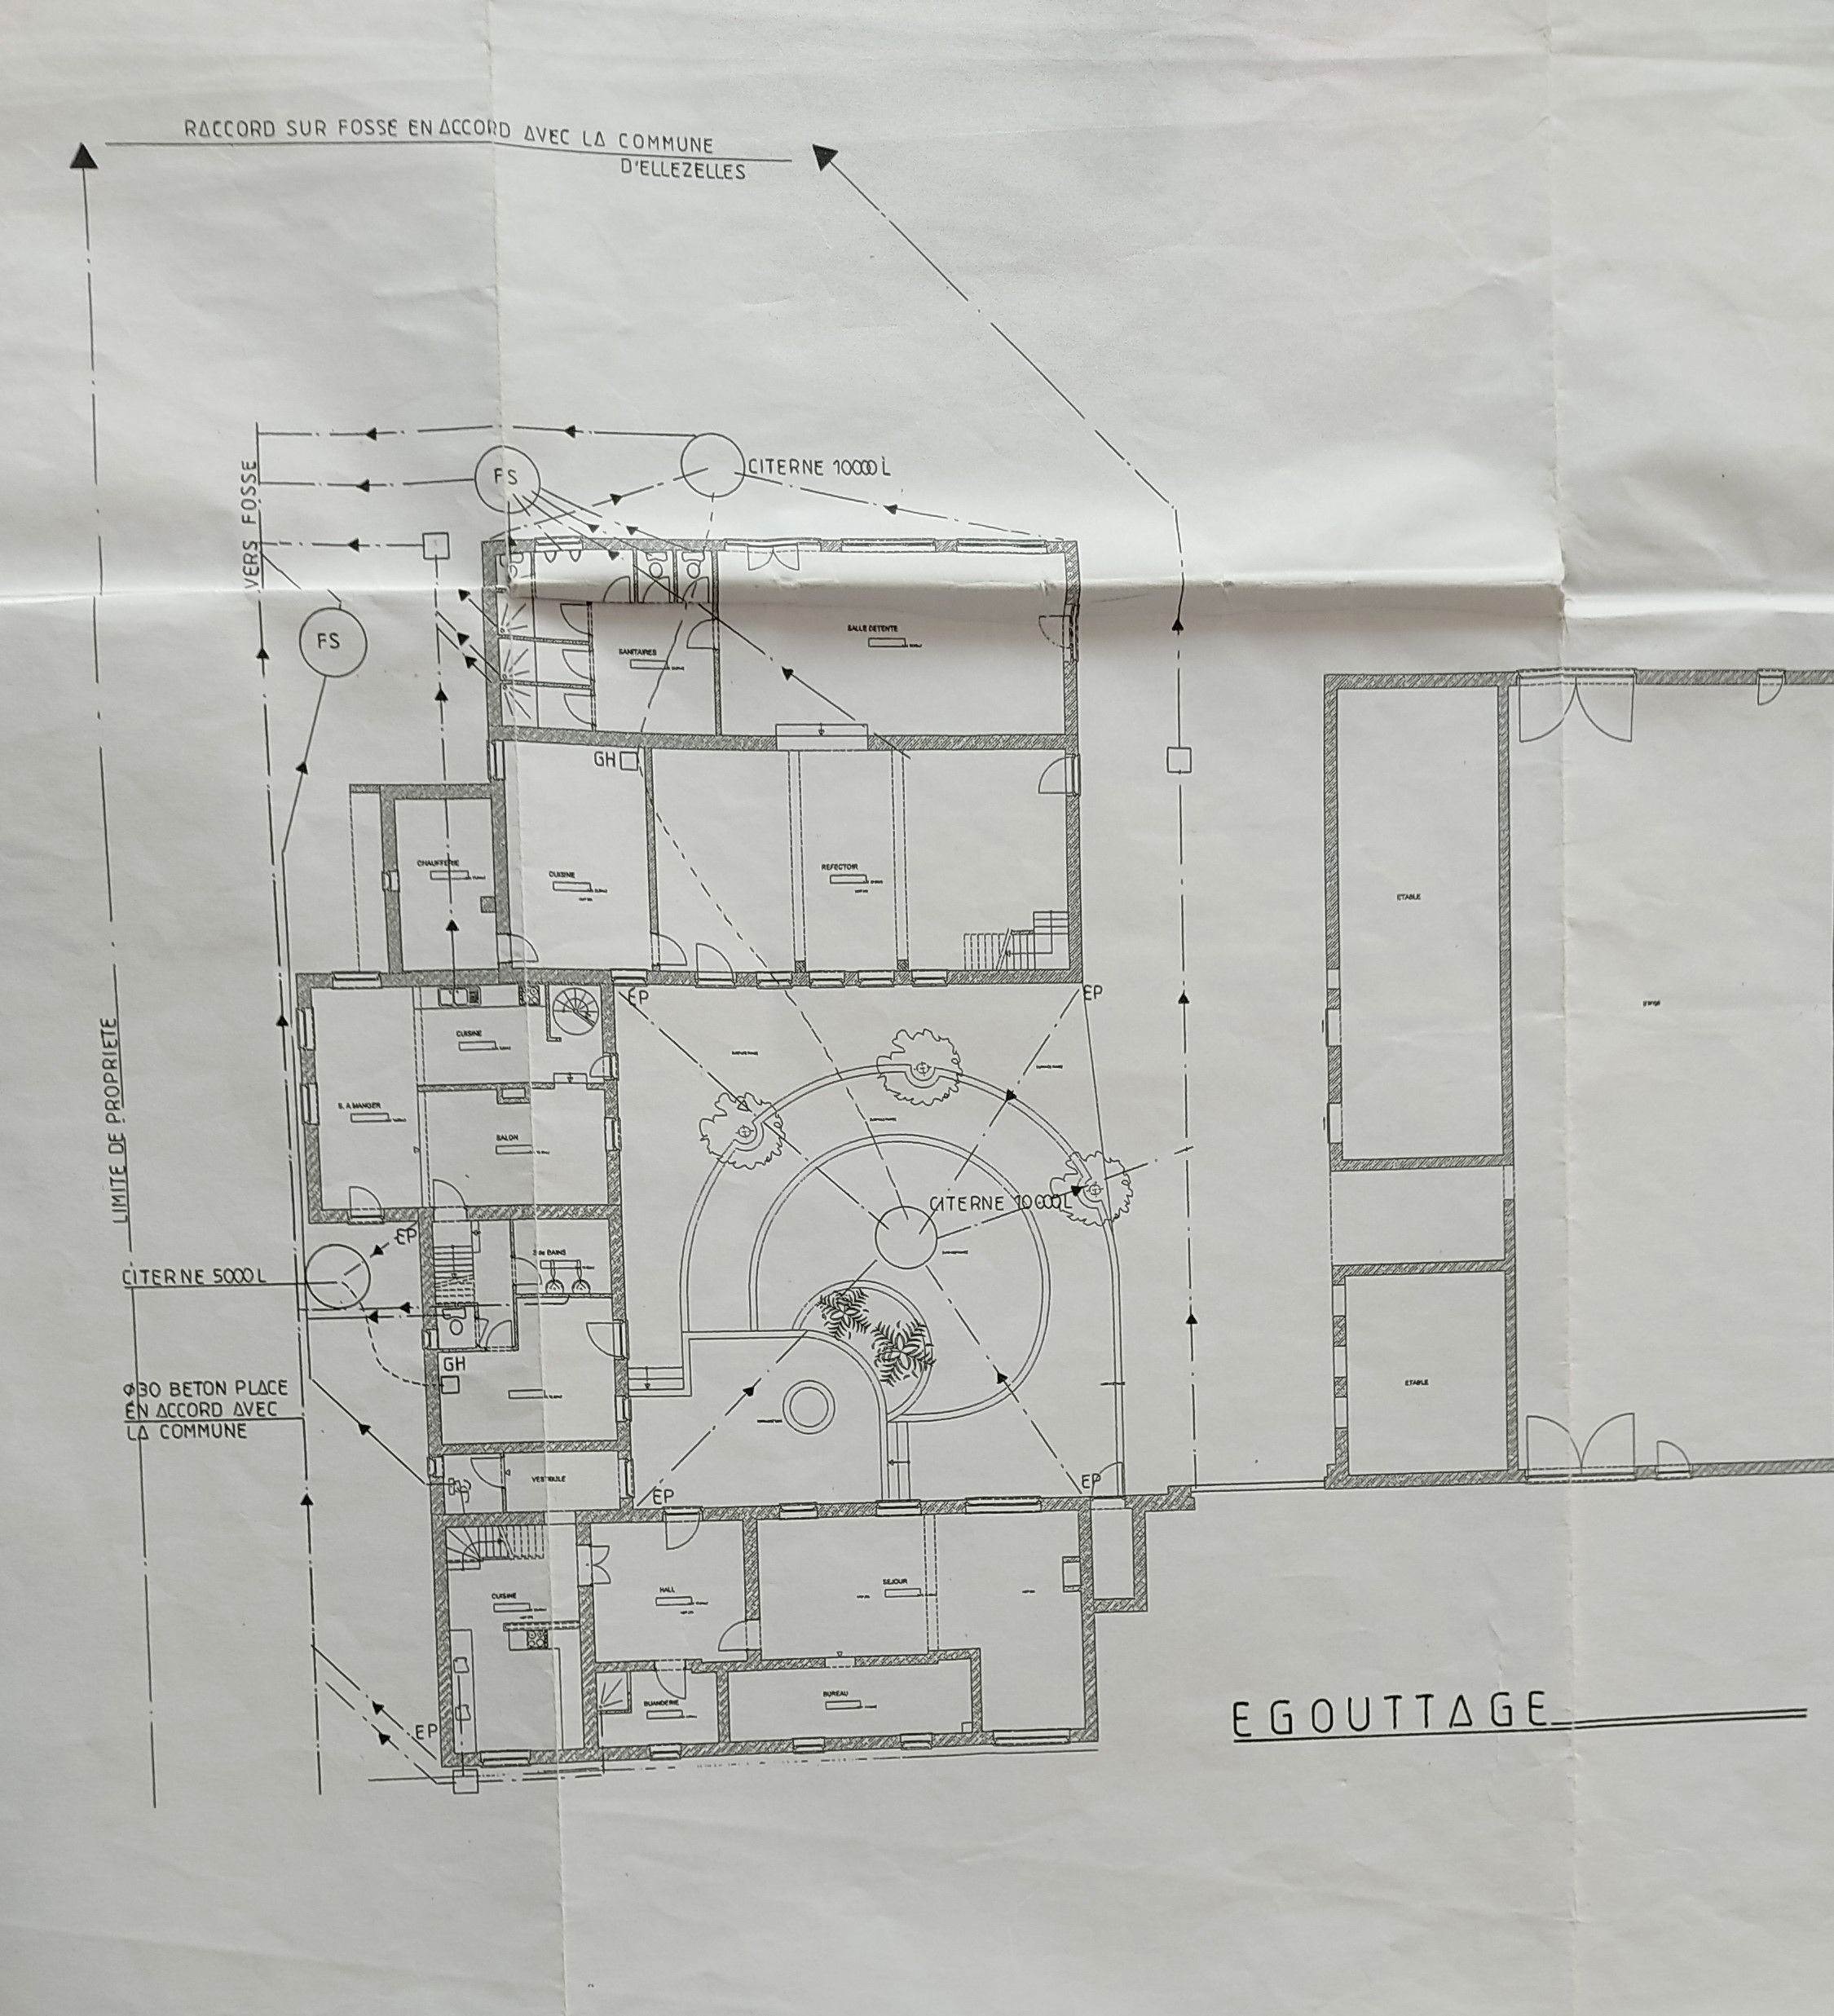 RACCORD SUR FOSSE EN ACCORD AVEC LA COMMUNE
D'ELLEZELLES
CITERNE 10000 L
FS
VERS FOSSE
FS
SALLE DETENTE
SANITAIRES
GH
CHAUFFERIE
CUISINE
REFECTOIR
ETABLE
EP
EP
LIMITE DE PROPRIETE
CUISINE
S. A MANGER
SALON
CITERNE 10000L
EP
S de BAINS
CITERNE 5000 L
GH
ETABLE
Ø30 BETON PLACE
EN ACCORD AVEC
LA COMMUNE
VESTIBULE
EP
EP
HALL
SEJOUR
CUISINE
BUANDERIE
BUREAU
EP
EGOUTTAGE